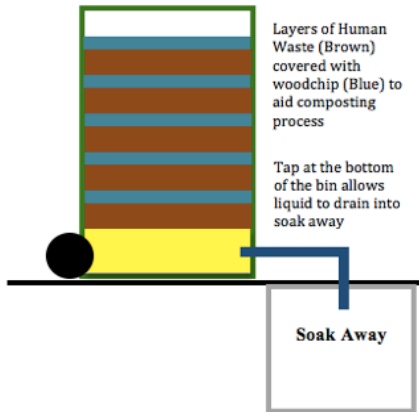 Layers of Human
Waste (Brown)
covered with
woodchip (Blue) to
aid composting
process
Tap at the bottom
of the bin allows
liquid to drain into
soak away
Soak Away